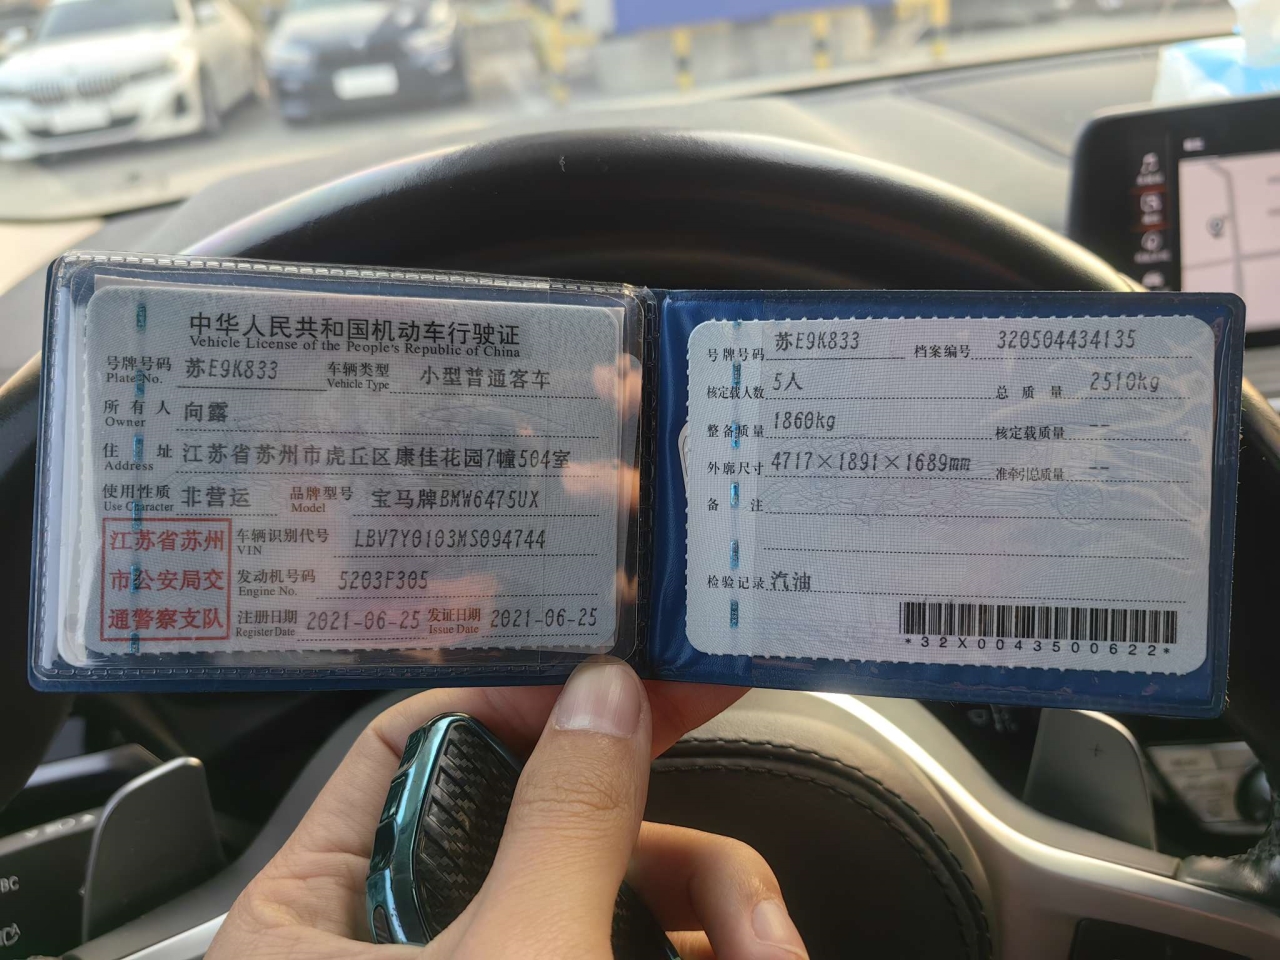 中华人民共和国机动车行驶证
Vehicle License of the People's Republic of China
号牌号码 Plate No. 苏E9K833 车辆类型 Vehicle Type 小型普通客车
所有人 Owner 向露
住址 Address 江苏省苏州市虎丘区康佳花园7幢504室
使用性质 Use Character 非营运 品牌型号 Model 宝马牌BMW6475UX
江苏省苏州
市公安局交
通警察支队
车辆识别代号 VIN LBV7Y0103MS094744
发动机号码 Engine No. 5203F305
注册日期 Register Date 2021-06-25 发证日期 Issue Date 2021-06-25
号牌号码 苏E9K833 档案编号 320504434135
核定载人数 5人 总质量 2510kg
整备质量 1860kg 核定载质量 --
外廓尺寸 4717×1891×1689mm 准牵引总质量 --
备注
检验记录 汽油
*32X0043500622*